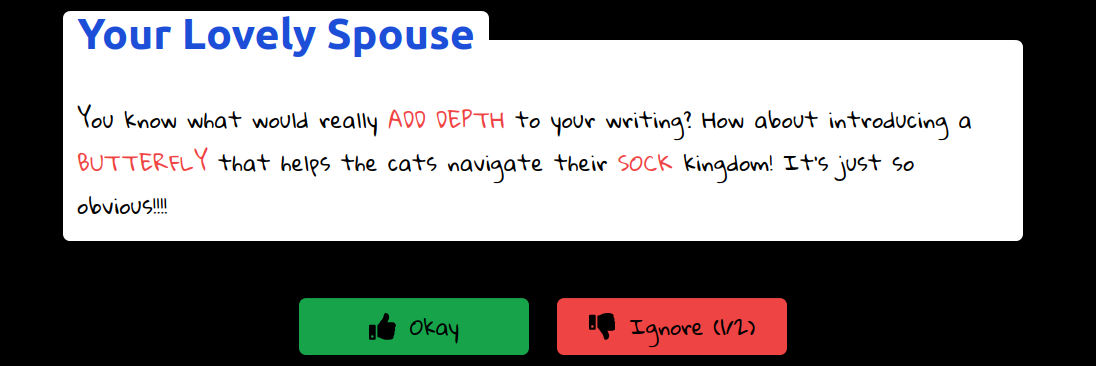 Your Lovely Spouse
You know what would really ADD DEPTH to your writing? How about introducing a
BUTTERFLY that helps the cats navigate their SOCK kingdom! It's just so
obvious!!!!
Okay
Ignore (1/2)